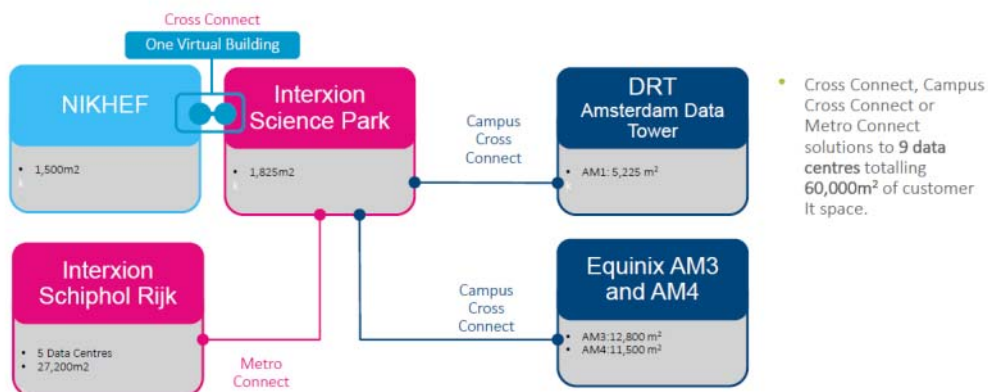 Cross Connect
One Virtual Building
NIKHEF
• 1,500m2
Interxion
Science Park
• 1,825m2
Campus
Cross
Connect
DRT
Amsterdam Data
Tower
• AM1: 5,225 m²
• Cross Connect, Campus
Cross Connect or
Metro Connect
solutions to 9 data
centres totalling
60,000m² of customer
It space.
Interxion
Schiphol Rijk
• 5 Data Centres
• 27,200m2
Metro
Connect
Campus
Cross
Connect
Equinix AM3
and AM4
• AM3:12,800 m²
• AM4:11,500 m²